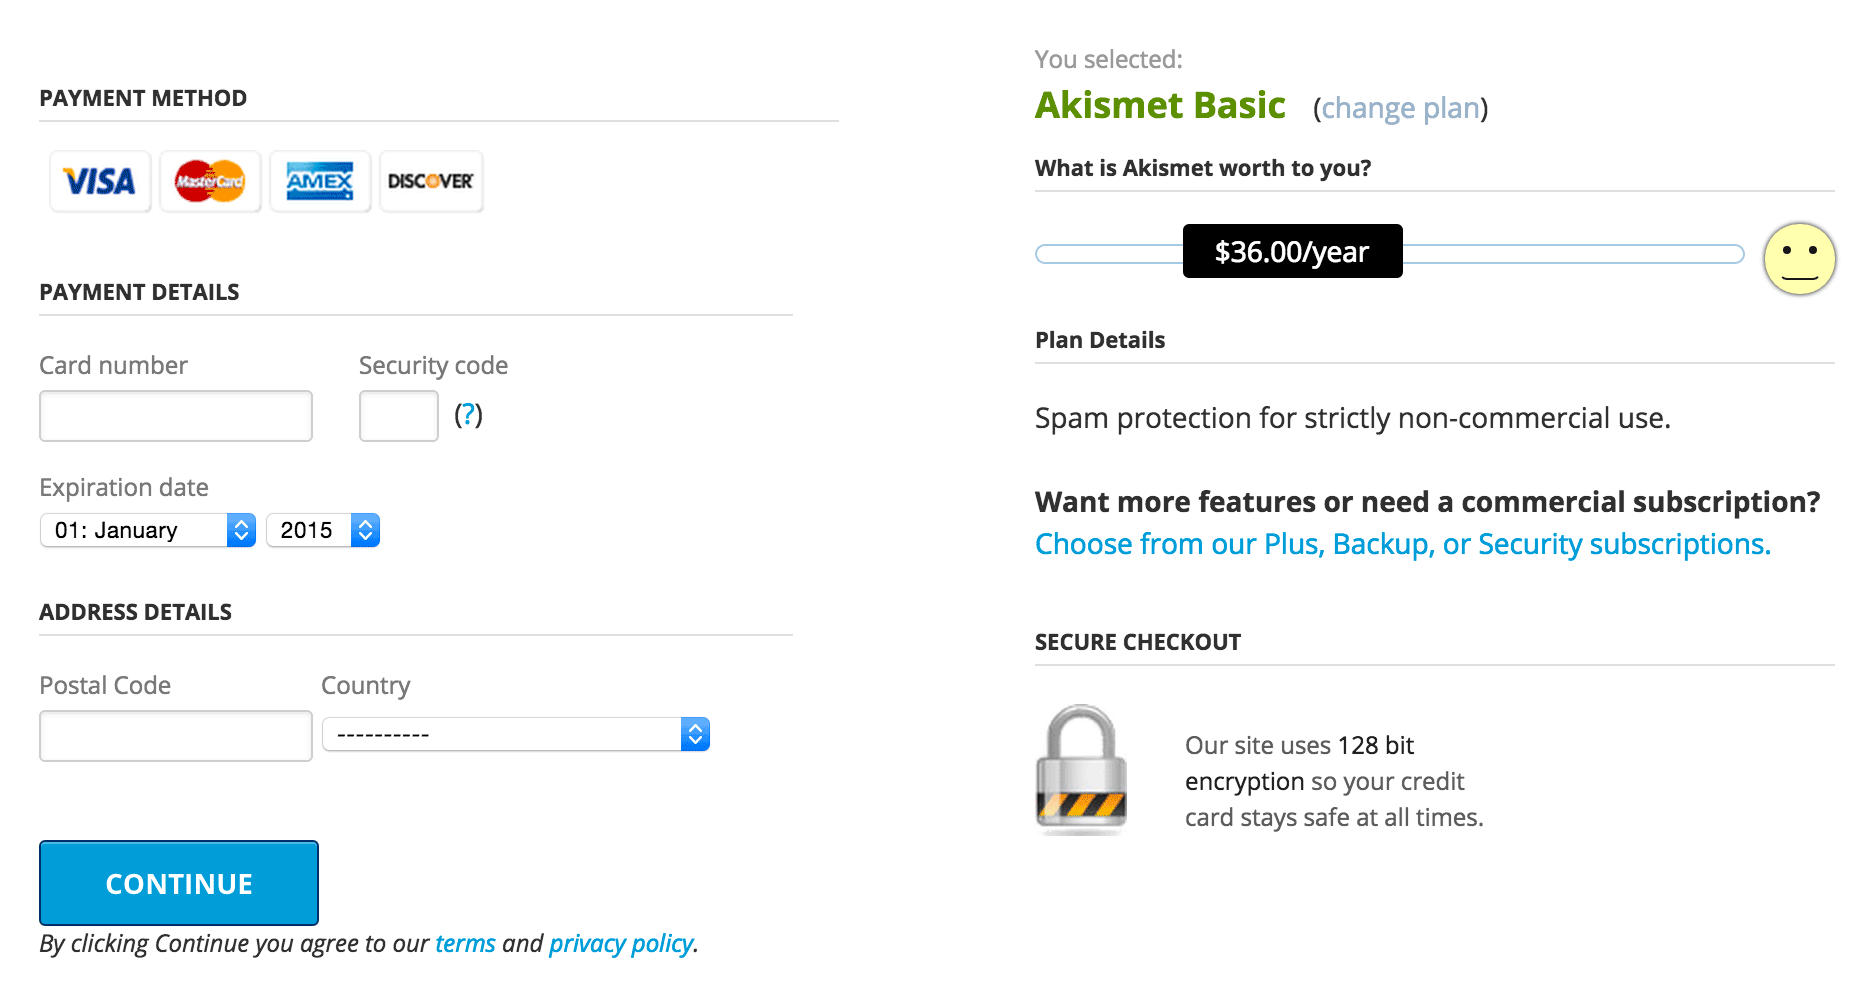 PAYMENT METHOD
VISA MasterCard AMEX DISCOVER
PAYMENT DETAILS
Card number Security code
(?)
Expiration date
01: January 2015
ADDRESS DETAILS
Postal Code Country
----------
CONTINUE
By clicking Continue you agree to our terms and privacy policy.
You selected:
Akismet Basic (change plan)
What is Akismet worth to you?
$36.00/year
Plan Details
Spam protection for strictly non-commercial use.
Want more features or need a commercial subscription?
Choose from our Plus, Backup, or Security subscriptions.
SECURE CHECKOUT
Our site uses 128 bit
encryption so your credit
card stays safe at all times.